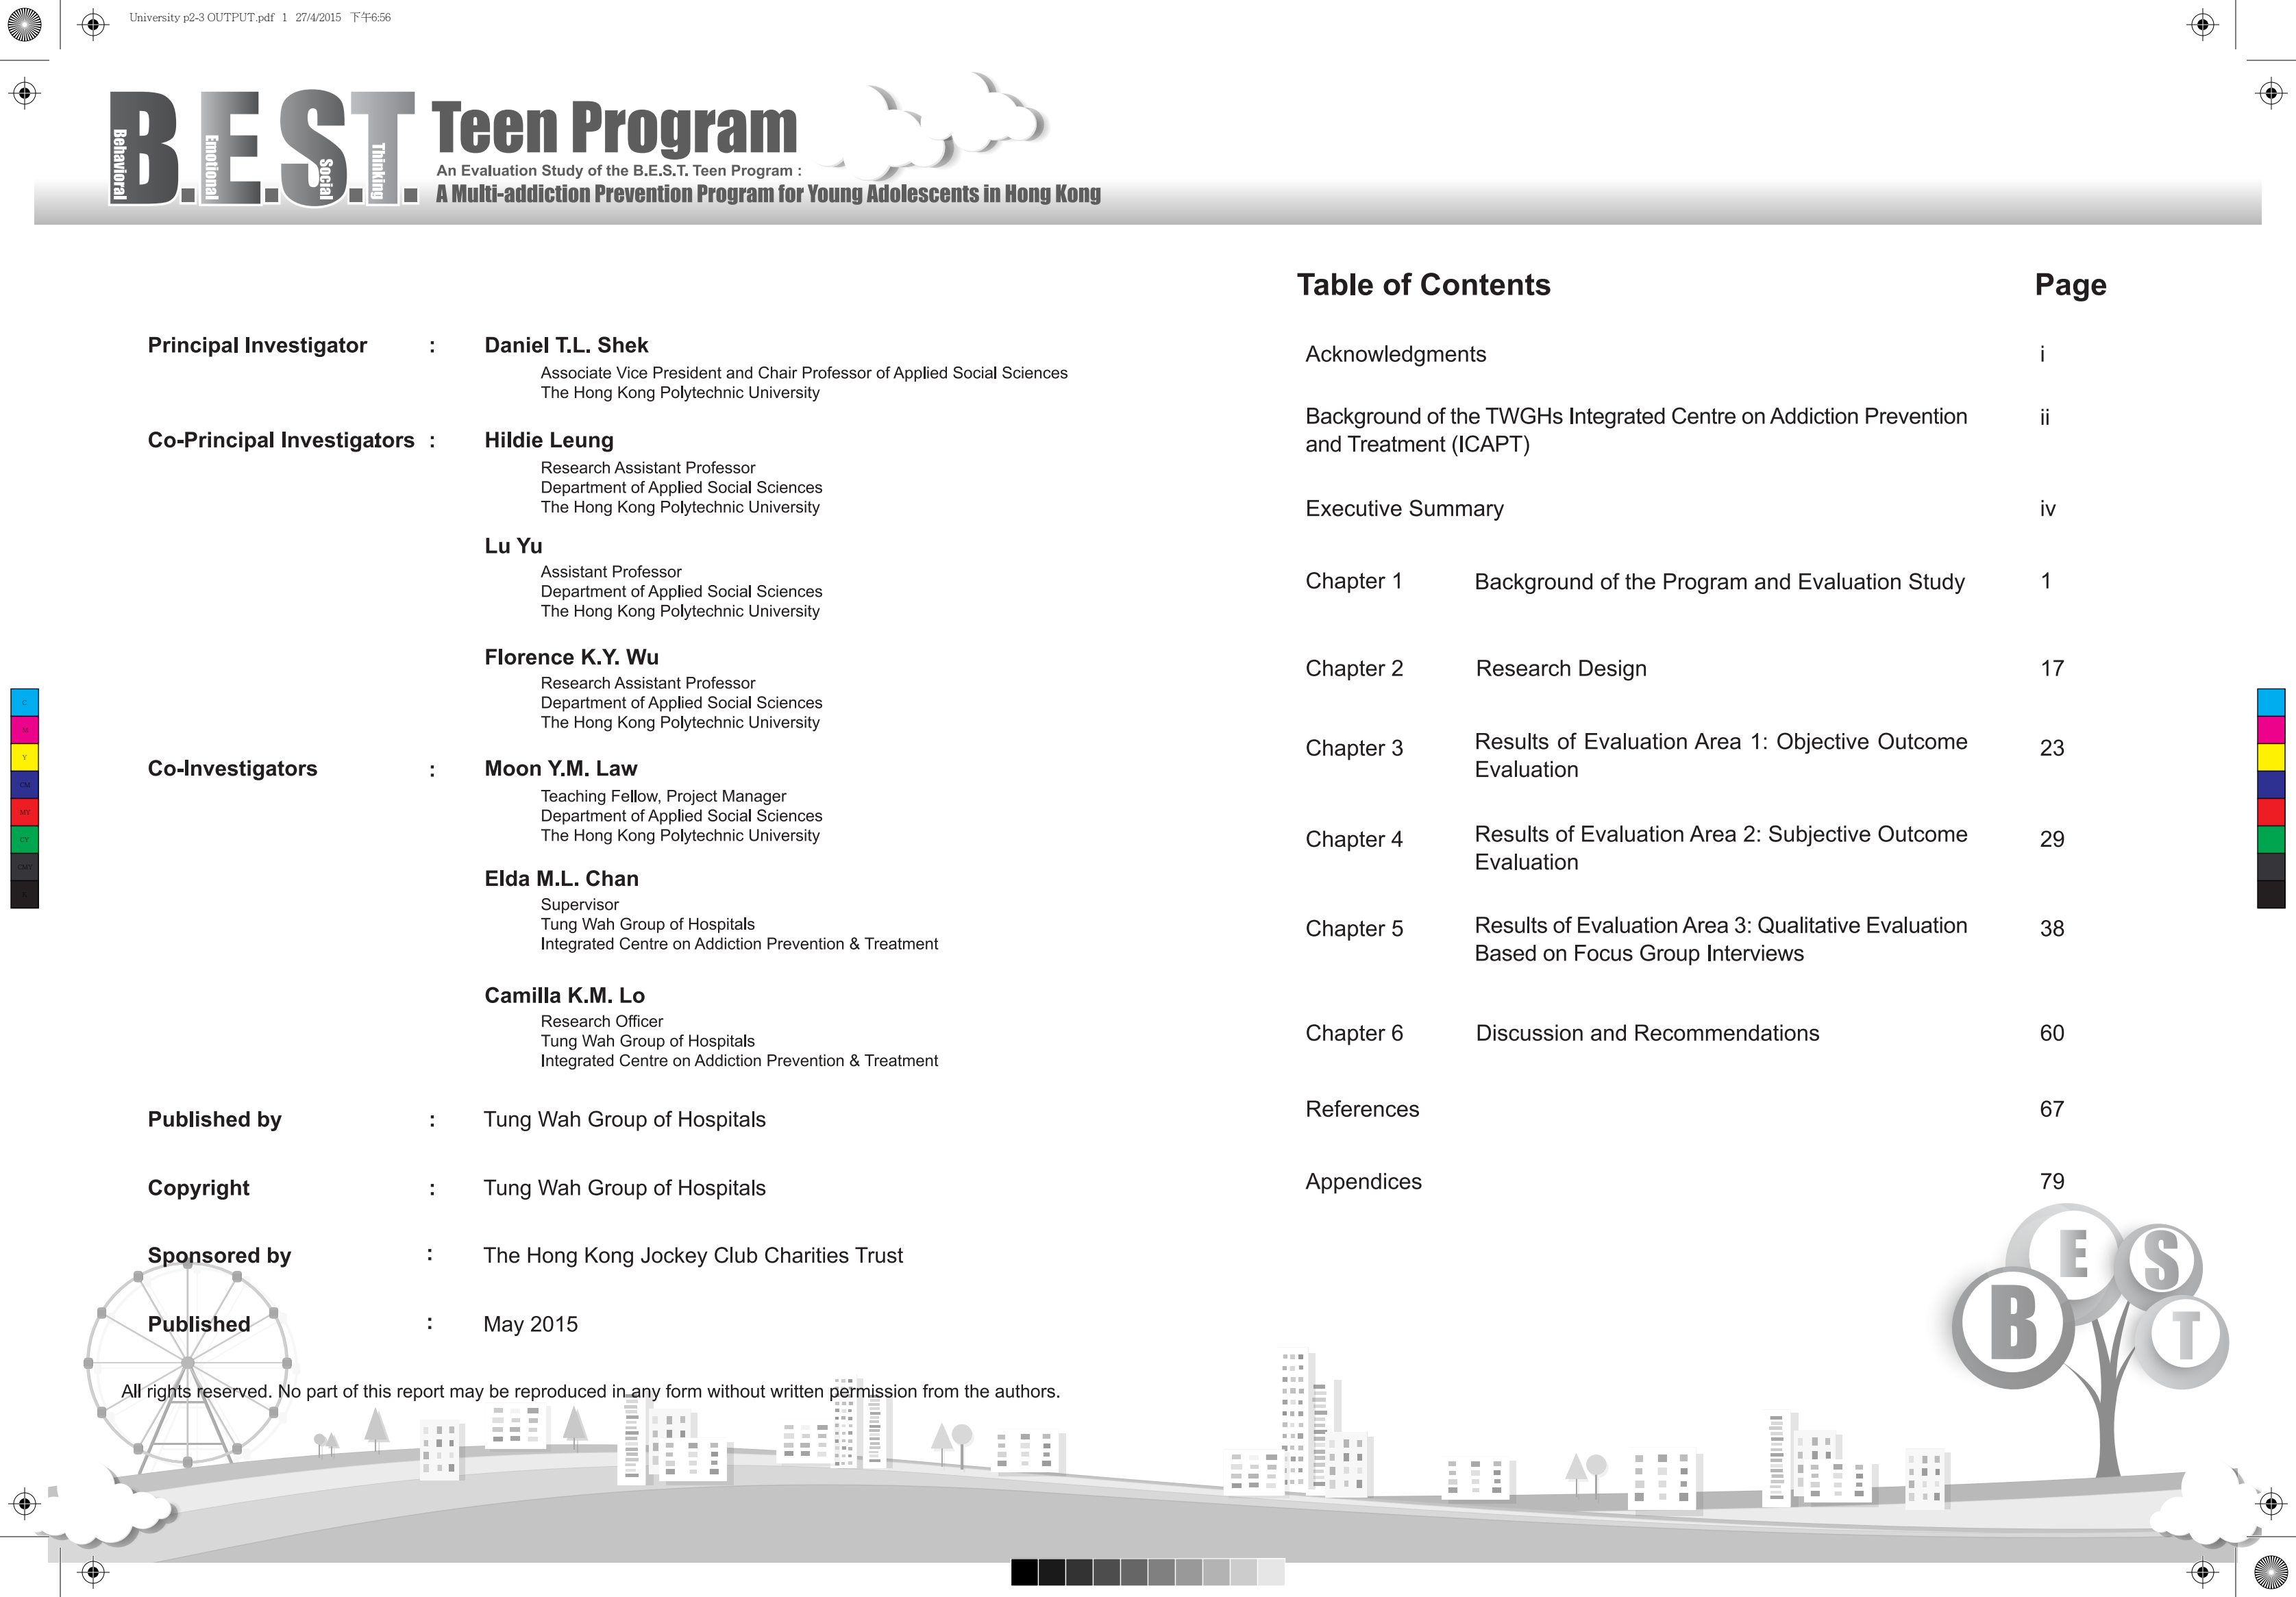 University p2-3 OUTPUT.pdf 1 27/4/2015 下午6:56
B.E.S.T. Teen Program
Behavioral
Emotional
Social
Thinking
An Evaluation Study of the B.E.S.T. Teen Program :
A Multi-addiction Prevention Program for Young Adolescents in Hong Kong
Principal Investigator : Daniel T.L. Shek
Associate Vice President and Chair Professor of Applied Social Sciences
The Hong Kong Polytechnic University
Co-Principal Investigators : Hildie Leung
Research Assistant Professor
Department of Applied Social Sciences
The Hong Kong Polytechnic University
Lu Yu
Assistant Professor
Department of Applied Social Sciences
The Hong Kong Polytechnic University
Florence K.Y. Wu
Research Assistant Professor
Department of Applied Social Sciences
The Hong Kong Polytechnic University
Co-Investigators : Moon Y.M. Law
Teaching Fellow, Project Manager
Department of Applied Social Sciences
The Hong Kong Polytechnic University
Elda M.L. Chan
Supervisor
Tung Wah Group of Hospitals
Integrated Centre on Addiction Prevention & Treatment
Camilla K.M. Lo
Research Officer
Tung Wah Group of Hospitals
Integrated Centre on Addiction Prevention & Treatment
Published by : Tung Wah Group of Hospitals
Copyright : Tung Wah Group of Hospitals
Sponsored by : The Hong Kong Jockey Club Charities Trust
Published : May 2015
All rights reserved. No part of this report may be reproduced in any form without written permission from the authors.
Table of Contents Page
Acknowledgments i
Background of the TWGHs Integrated Centre on Addiction Prevention ii
and Treatment (ICAPT)
Executive Summary iv
Chapter 1 Background of the Program and Evaluation Study 1
Chapter 2 Research Design 17
Chapter 3 Results of Evaluation Area 1: Objective Outcome 23
Evaluation
Chapter 4 Results of Evaluation Area 2: Subjective Outcome 29
Evaluation
Chapter 5 Results of Evaluation Area 3: Qualitative Evaluation 38
Based on Focus Group Interviews
Chapter 6 Discussion and Recommendations 60
References 67
Appendices 79
B E S T
C
M
Y
CM
MY
CY
CMY
K